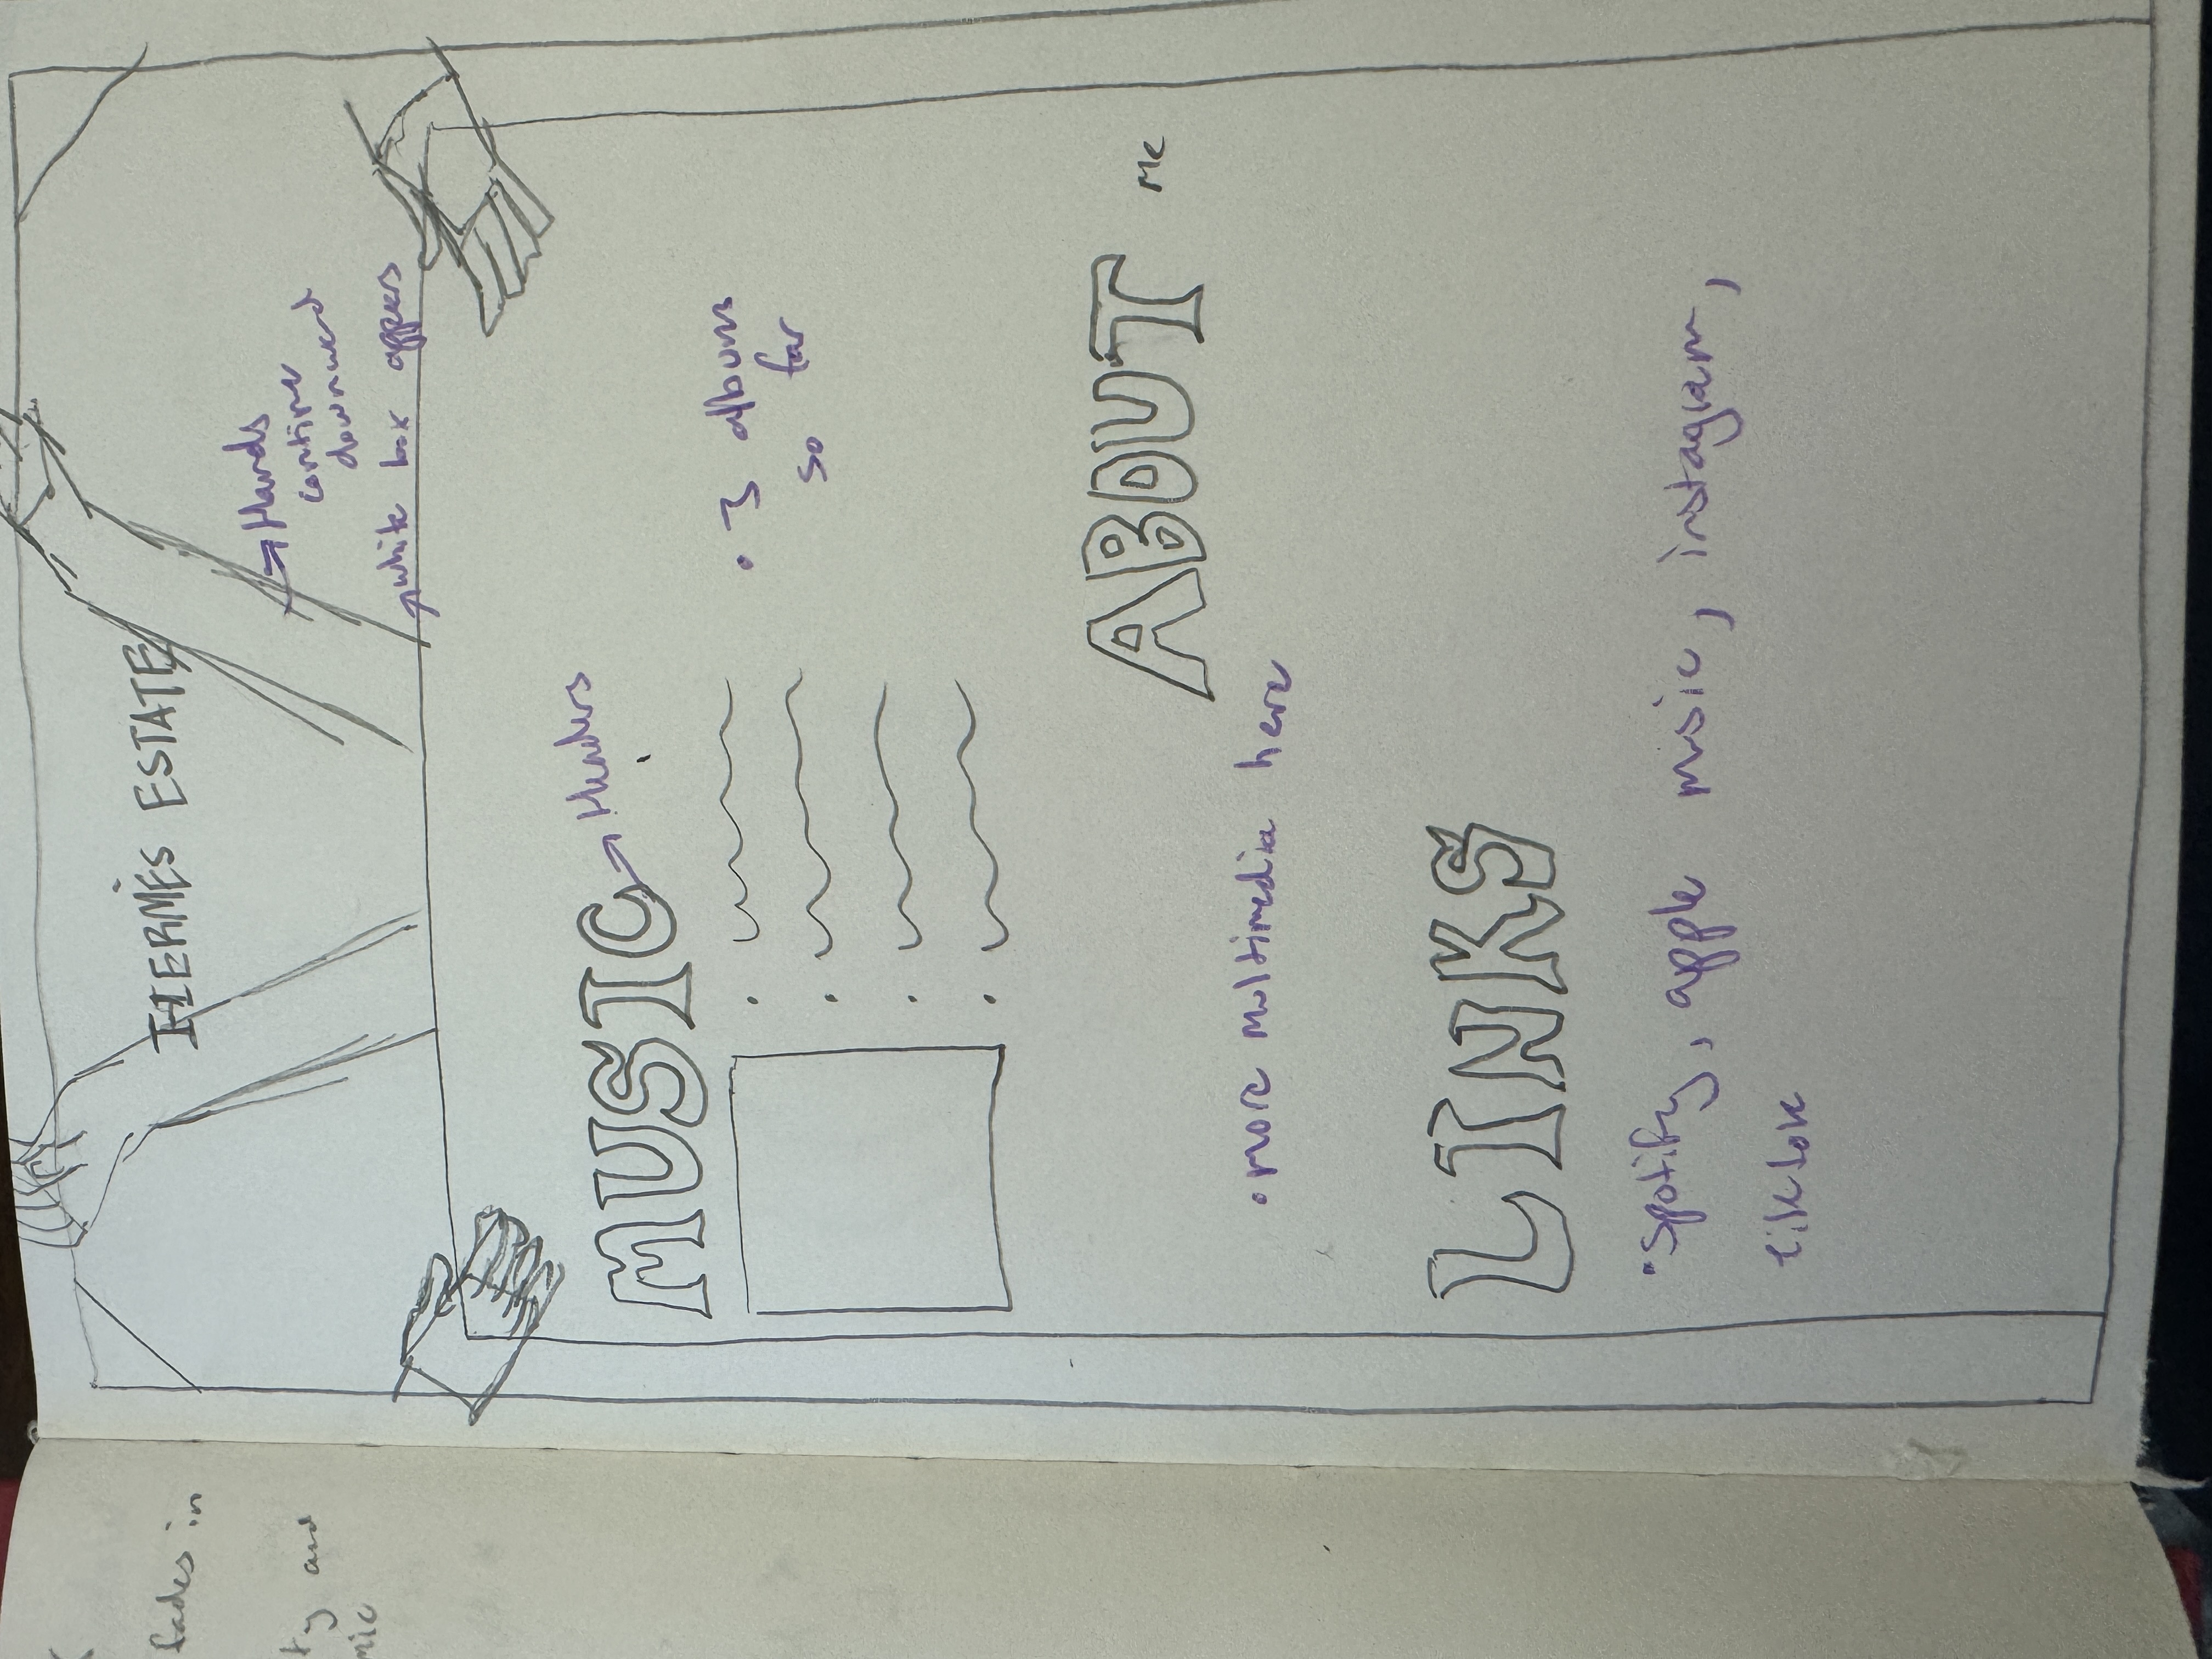 fades in
ty and
mic
HERMÈS ESTATE
→ Hands
continue
downward
↗ white box appears
MUSIC → Headers
• 3 albums
so far
ABOUT me
• more multimedia here
LINKS
• Spotify, apple music, instagram,
tiktok